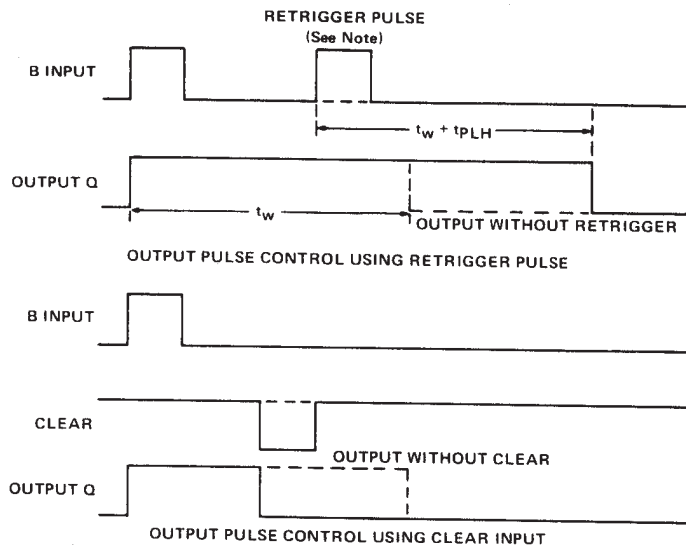 RETRIGGER PULSE
(See Note)
B INPUT
tw + tPLH
OUTPUT Q
tw
OUTPUT WITHOUT RETRIGGER
OUTPUT PULSE CONTROL USING RETRIGGER PULSE
B INPUT
CLEAR
OUTPUT WITHOUT CLEAR
OUTPUT Q
OUTPUT PULSE CONTROL USING CLEAR INPUT